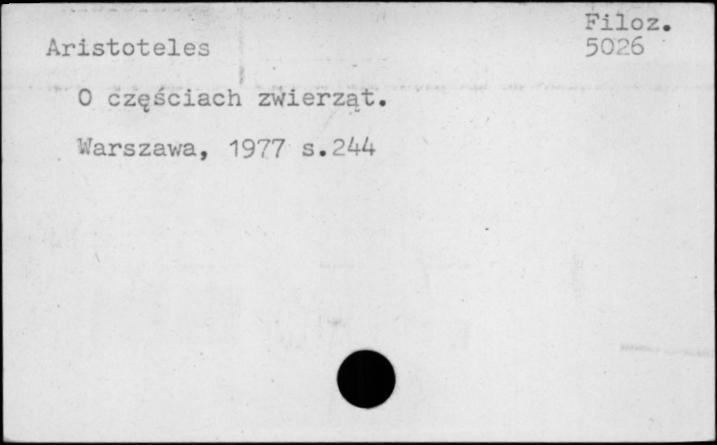 Filoz.
Aristoteles 5026
O częściach zwierząt.
Warszawa, 1977 s.244